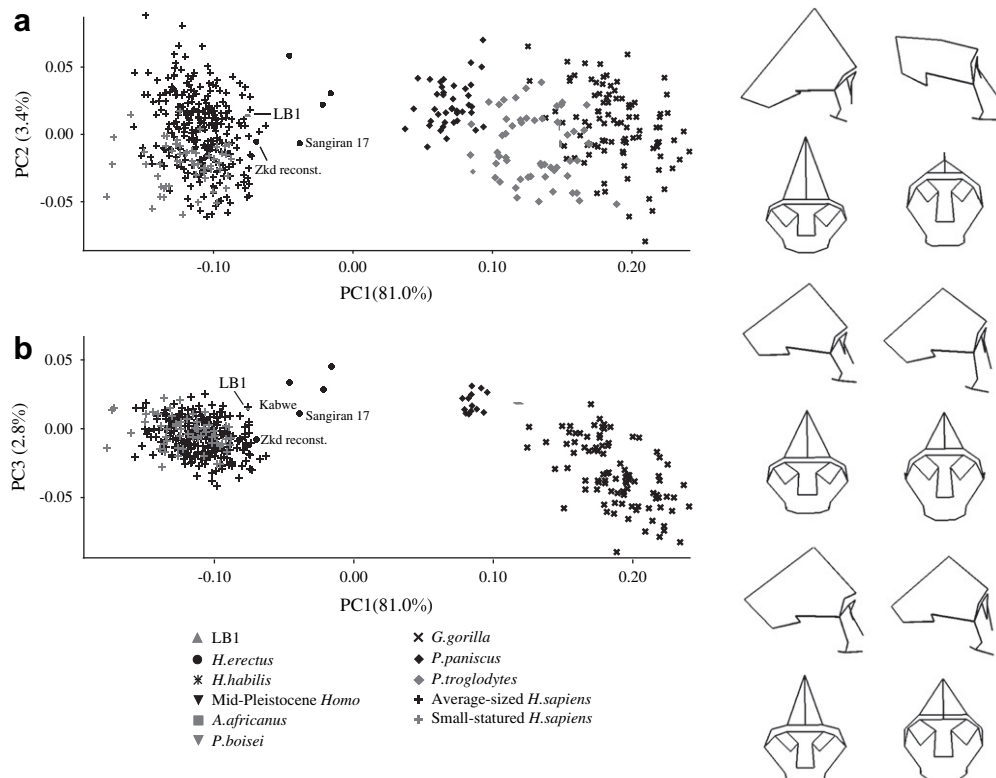 a
0.05
0.00
-0.05
PC2 (3.4%)
LB1
Sangiran 17
Zkd reconst.
-0.10
0.00
0.10
0.20
PC1(81.0%)
b
0.05
0.00
-0.05
PC3 (2.8%)
LB1
Kabwe
Sangiran 17
Zkd reconst.
-0.10
0.00
0.10
0.20
PC1(81.0%)
LB1
H.erectus
H.habilis
Mid-Pleistocene Homo
A.africanus
P.boisei
G.gorilla
P.paniscus
P.troglodytes
Average-sized H.sapiens
Small-statured H.sapiens